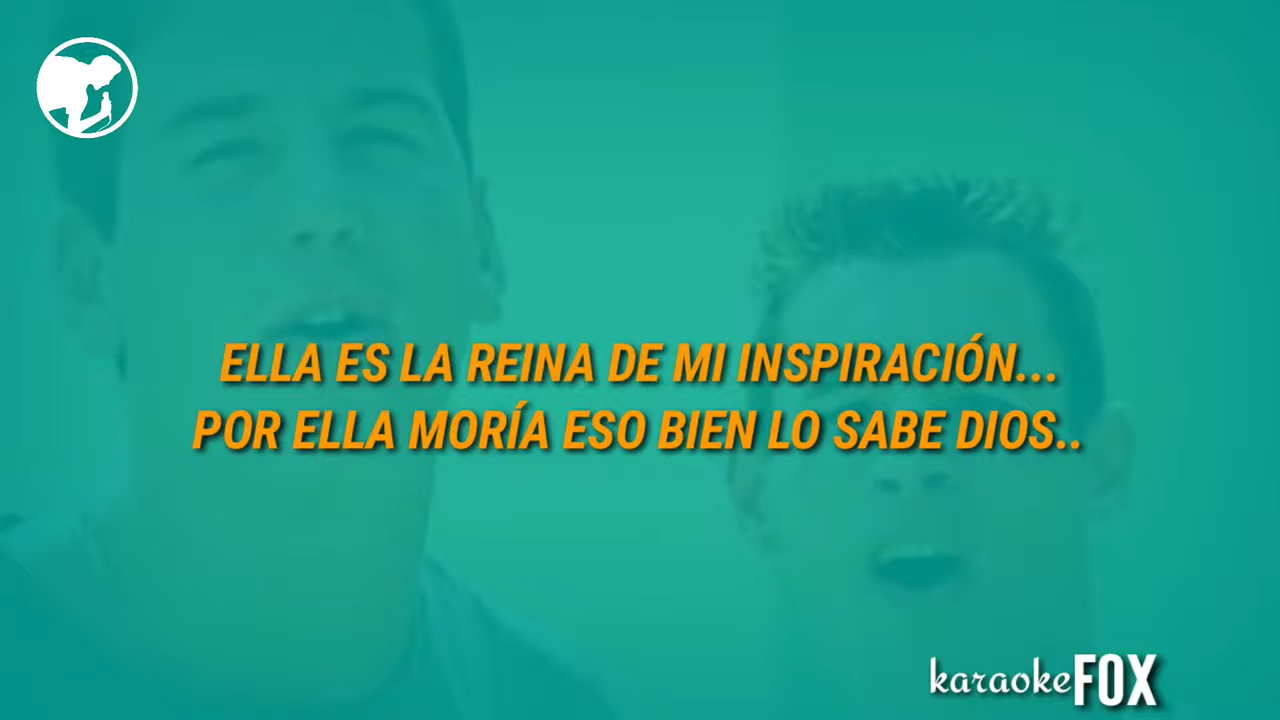 ELLA ES LA REINA DE MI INSPIRACIÓN...
POR ELLA MORÍA ESO BIEN LO SABE DIOS..
karaokeFOX